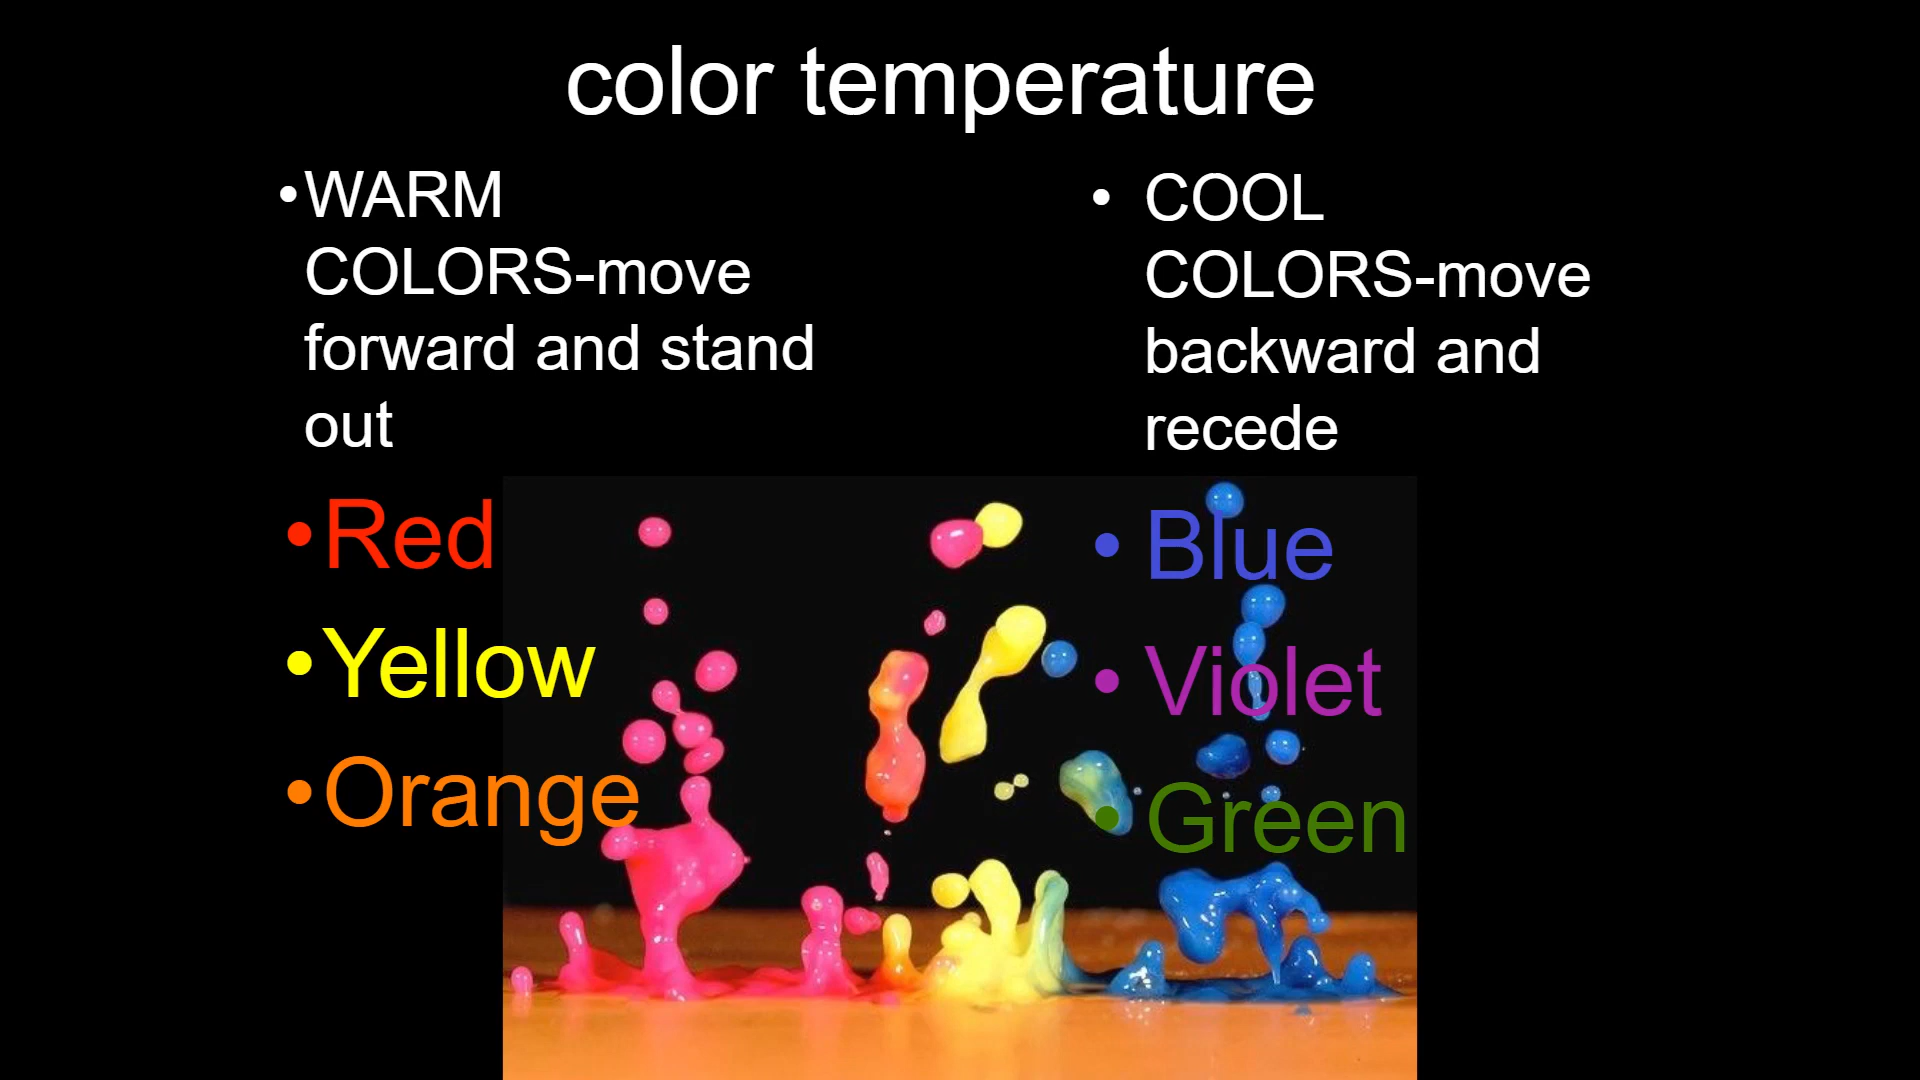 color temperature
•WARM
COLORS-move
forward and stand
out
•Red
•Yellow
•Orange
• COOL
COLORS-move
backward and
recede
• Blue
• Violet
• Green